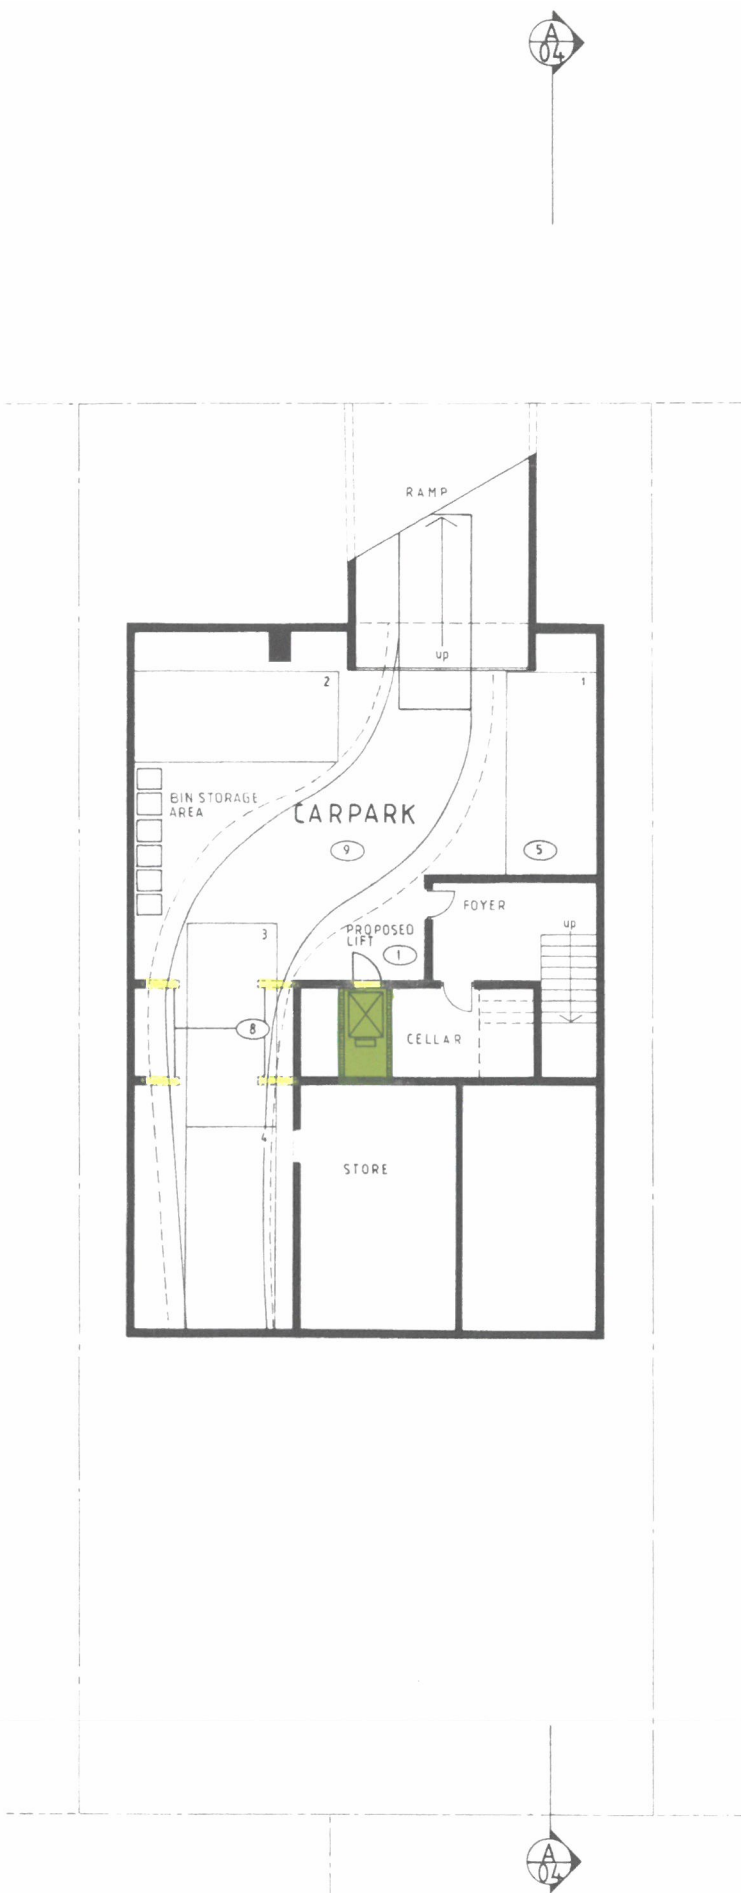 A
04
RAMP
up
2
1
BIN STORAGE
AREA
CARPARK
9
5
FOYER
up
3
PROPOSED
LIFT
1
8
CELLAR
4
STORE
A
04